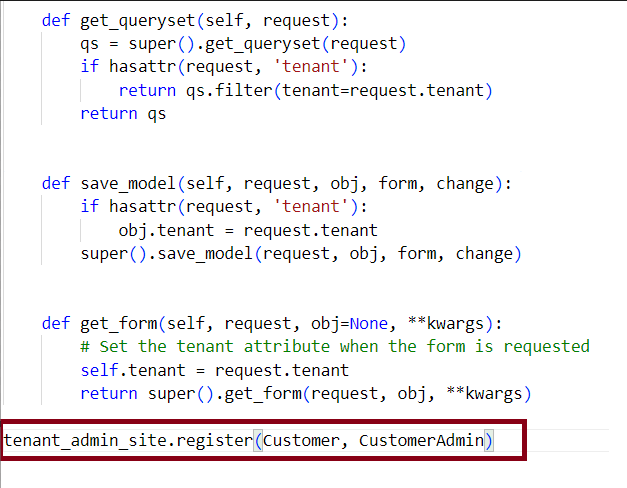 def get_queryset(self, request):
qs = super().get_queryset(request)
if hasattr(request, 'tenant'):
return qs.filter(tenant=request.tenant)
return qs
def save_model(self, request, obj, form, change):
if hasattr(request, 'tenant'):
obj.tenant = request.tenant
super().save_model(request, obj, form, change)
def get_form(self, request, obj=None, **kwargs):
# Set the tenant attribute when the form is requested
self.tenant = request.tenant
return super().get_form(request, obj, **kwargs)
tenant_admin_site.register(Customer, CustomerAdmin)